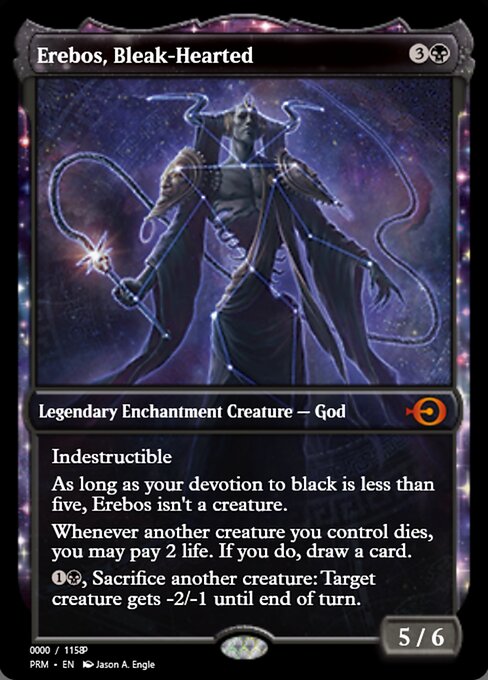 Erebos, Bleak-Hearted 3
Legendary Enchantment Creature — God
Indestructible
As long as your devotion to black is less than
five, Erebos isn't a creature.
Whenever another creature you control dies,
you may pay 2 life. If you do, draw a card.
1, Sacrifice another creature: Target
creature gets -2/-1 until end of turn.
5/6
0000 / 1158P
PRM • EN Jason A. Engle